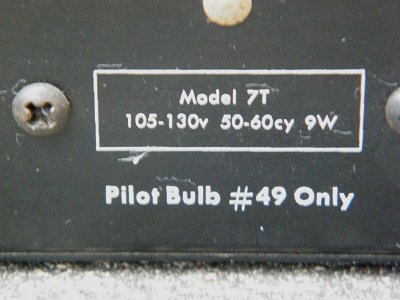 Model 7T
105-130v 50-60cy 9W
Pilot Bulb #49 Only